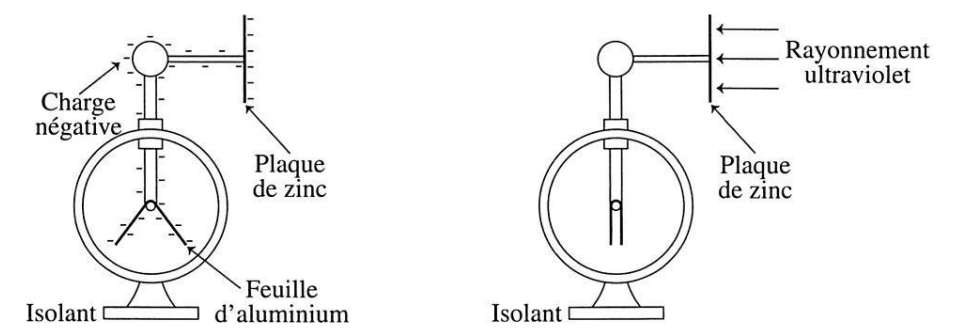 Charge
négative
Plaque
de zinc
Feuille
d'aluminium
Isolant
Rayonnement
ultraviolet
Plaque
de zinc
Isolant